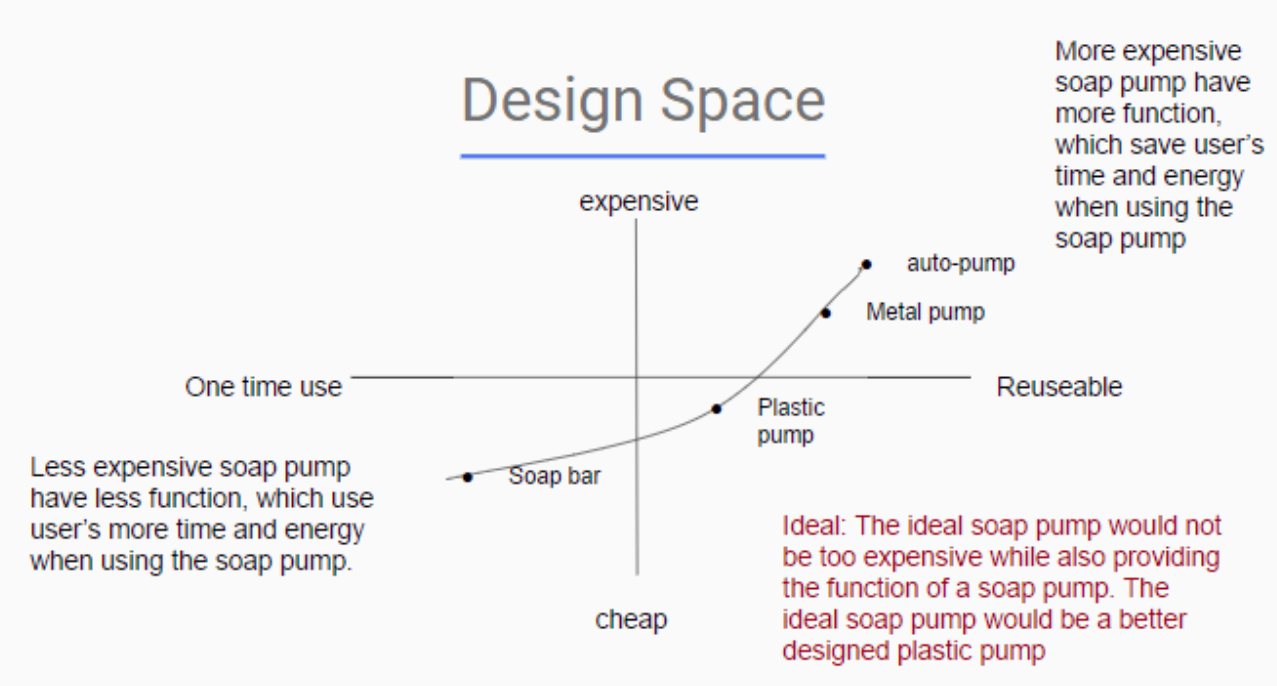 Design Space
More expensive
soap pump have
more function,
which save user's
time and energy
when using the
soap pump
expensive
auto-pump
Metal pump
One time use
Reuseable
Plastic
pump
Soap bar
Less expensive soap pump
have less function, which use
user's more time and energy
when using the soap pump.
Ideal: The ideal soap pump would not
be too expensive while also providing
the function of a soap pump. The
ideal soap pump would be a better
designed plastic pump
cheap